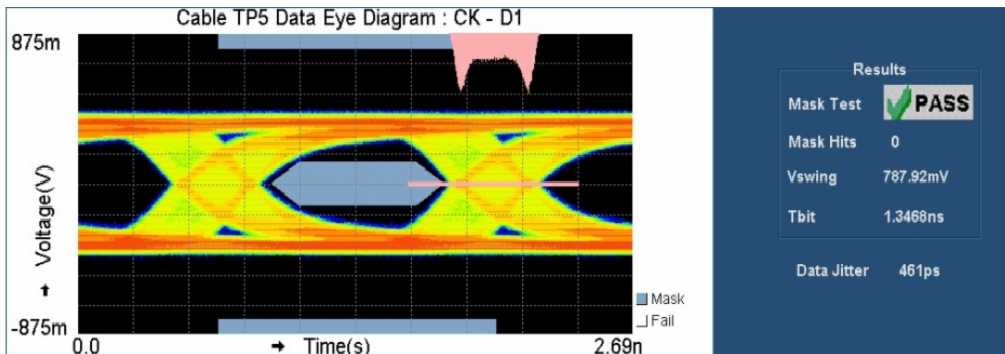 Cable TP5 Data Eye Diagram : CK - D1
875m
Voltage(V)
-875m
0.0
Time(s)
2.69n
Mask
Fail
Results
Mask Test PASS
Mask Hits 0
Vswing 787.92mV
Tbit 1.3468ns
Data Jitter 461ps